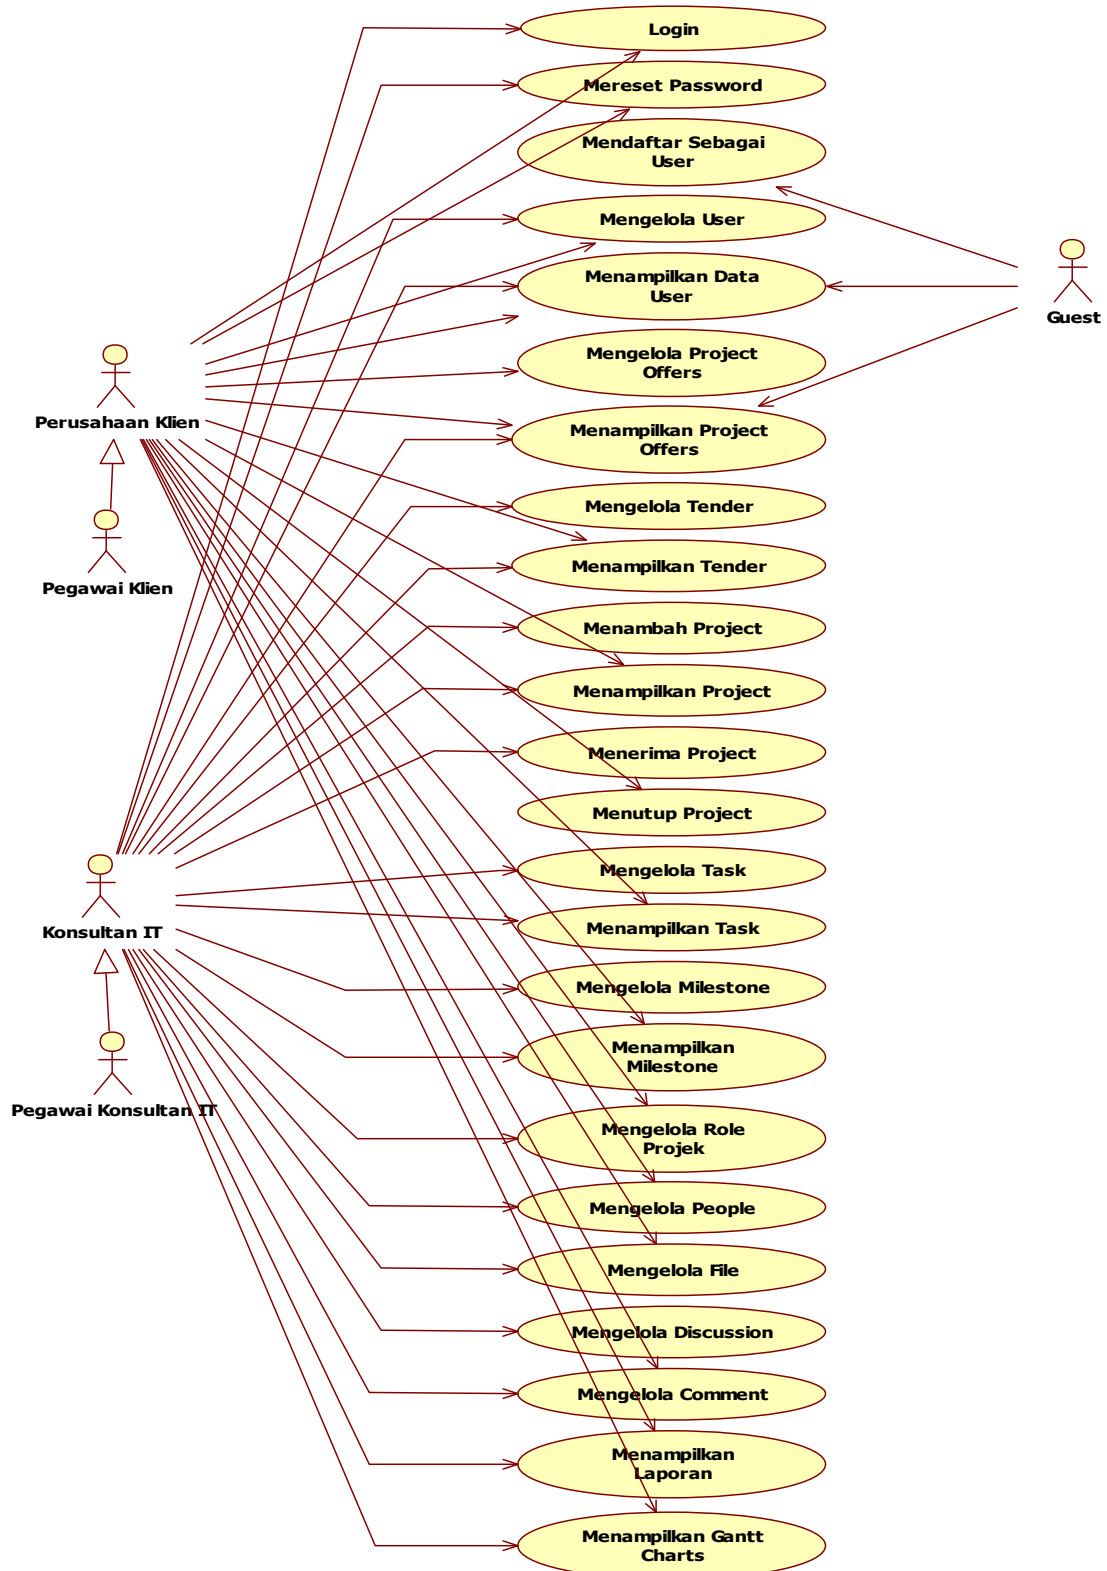 Login
Mereset Password
Mendaftar Sebagai
User
Mengelola User
Menampilkan Data
User
Guest
Mengelola Project
Offers
Perusahaan Klien
Menampilkan Project
Offers
Mengelola Tender
Menampilkan Tender
Pegawai Klien
Menambah Project
Menampilkan Project
Menerima Project
Menutup Project
Mengelola Task
Menampilkan Task
Konsultan IT
Mengelola Milestone
Menampilkan
Milestone
Pegawai Konsultan IT
Mengelola Role
Projek
Mengelola People
Mengelola File
Mengelola Discussion
Mengelola Comment
Menampilkan
Laporan
Menampilkan Gantt
Charts